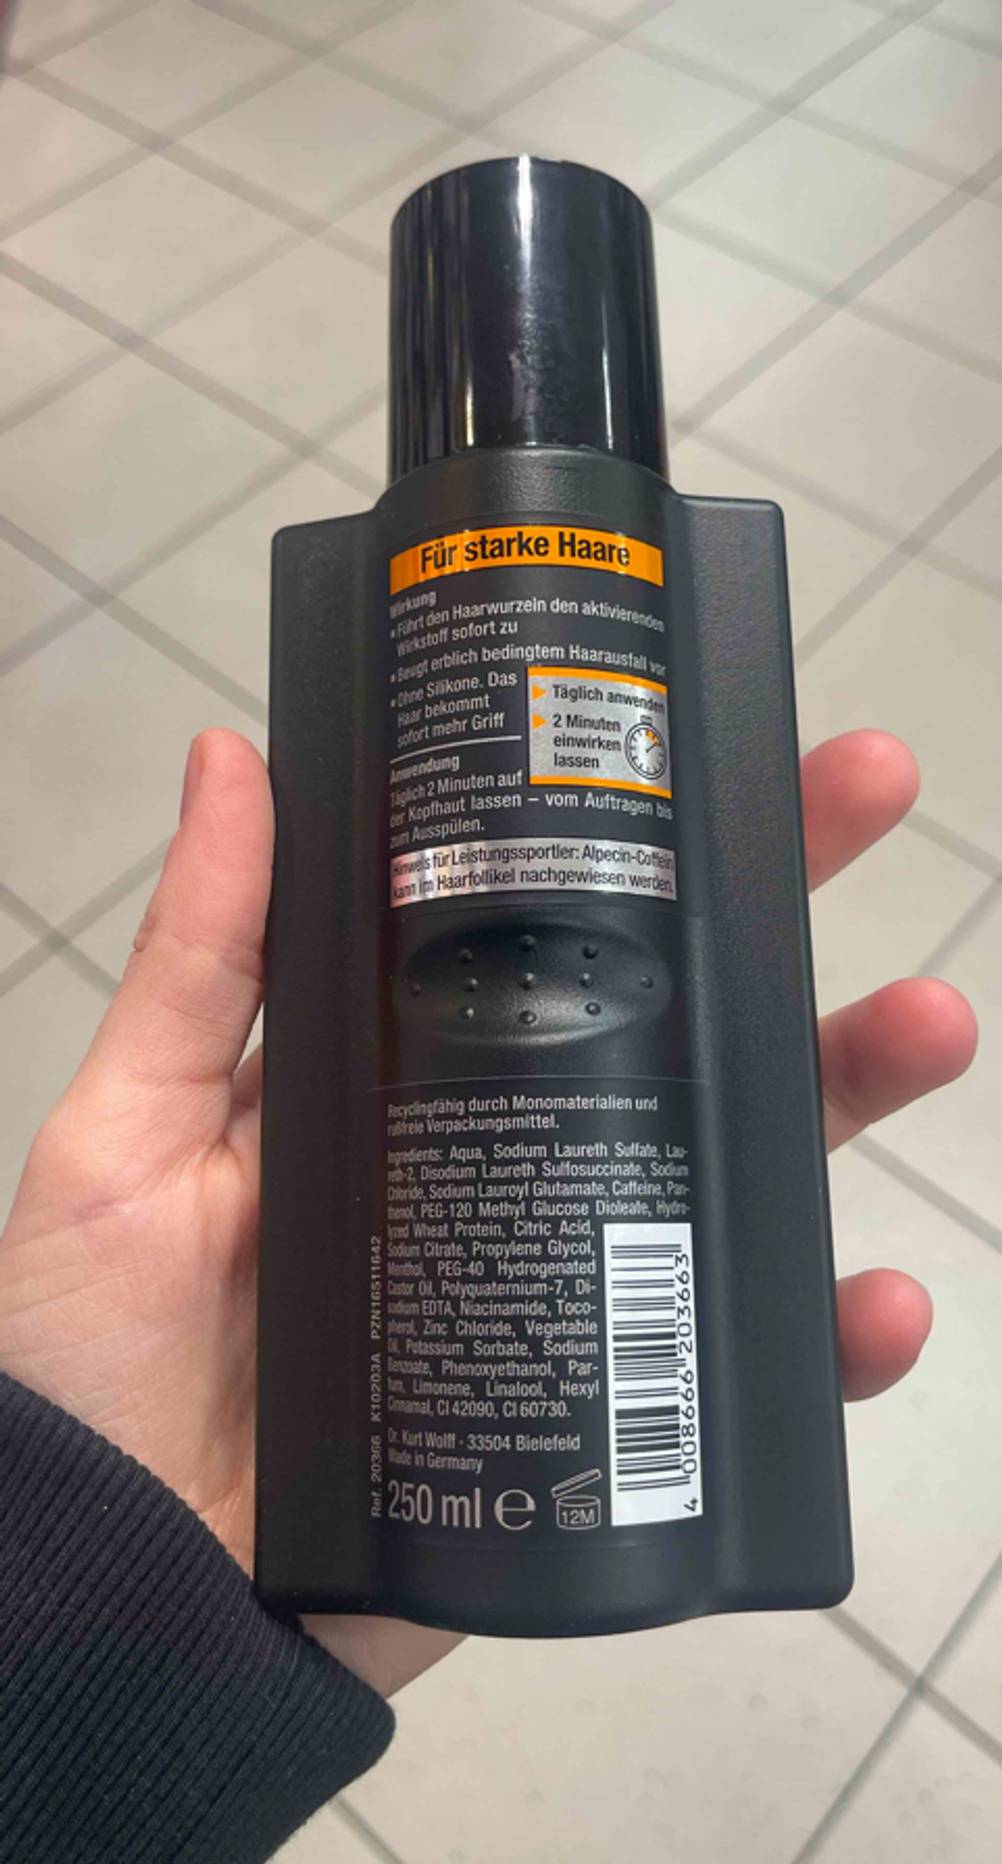 Für starke Haare
Wirkung
▪ Führt den Haarwurzeln den aktivierenden
Wirkstoff sofort zu
▪ Beugt erblich bedingtem Haarausfall vor
▪ Ohne Silikone. Das
Haar bekommt
sofort mehr Griff
Täglich anwenden
2 Minuten
einwirken
lassen
Anwendung
Täglich 2 Minuten auf
der Kopfhaut lassen – vom Auftragen bis
zum Ausspülen.
Hinweis für Leistungssportler: Alpecin-Coffein
kann im Haarfollikel nachgewiesen werden.
Recyclingfähig durch Monomaterialien und
rußfreie Verpackungsmittel.
Ingredients: Aqua, Sodium Laureth Sulfate, Lau-
reth-2, Disodium Laureth Sulfosuccinate, Sodium
Chloride, Sodium Lauroyl Glutamate, Caffeine, Pan-
thenol, PEG-120 Methyl Glucose Dioleate, Hydro-
lyzed Wheat Protein, Citric Acid,
Sodium Citrate, Propylene Glycol,
Menthol, PEG-40 Hydrogenated
Castor Oil, Polyquaternium-7, Di-
sodium EDTA, Niacinamide, Toco-
pherol, Zinc Chloride, Vegetable
Oil, Potassium Sorbate, Sodium
Benzoate, Phenoxyethanol, Par-
fum, Limonene, Linalool, Hexyl
Cinnamal, CI 42090, CI 60730.
Dr. Kurt Wolff - 33504 Bielefeld
Made in Germany
250 ml e
12M
Ref. 20366 K10203A PZN16511642
4 008666 203663